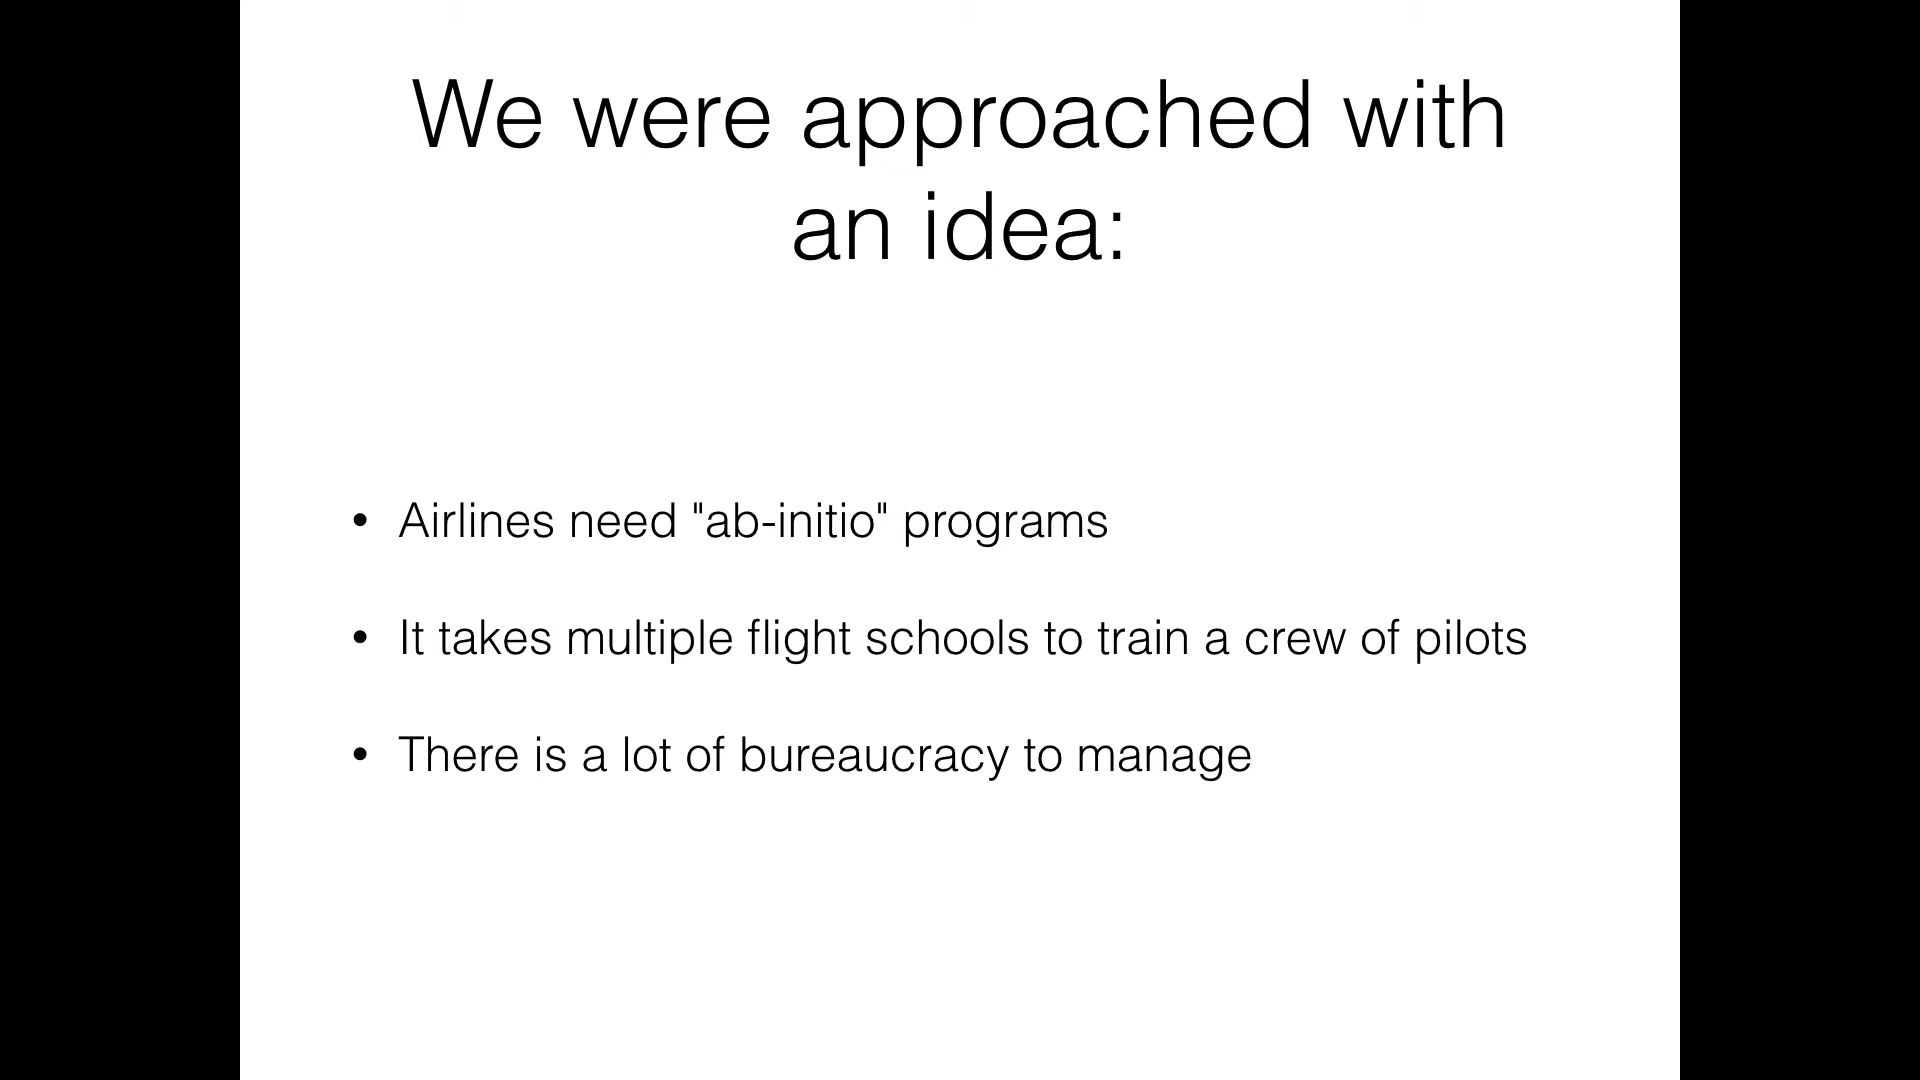 We were approached with
an idea:
• Airlines need "ab-initio" programs
• It takes multiple flight schools to train a crew of pilots
• There is a lot of bureaucracy to manage